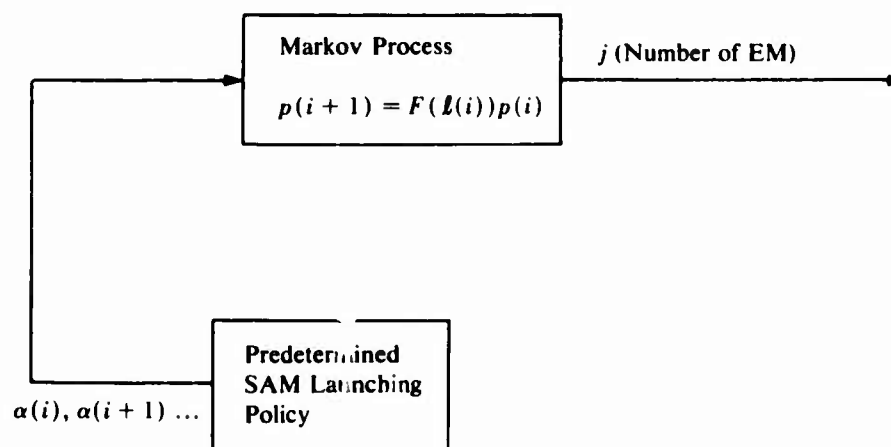 Markov Process
j (Number of EM)
p(i + 1) = F(ℓ(i))p(i)
Predetermined
SAM Launching
Policy
α(i), α(i + 1) ...